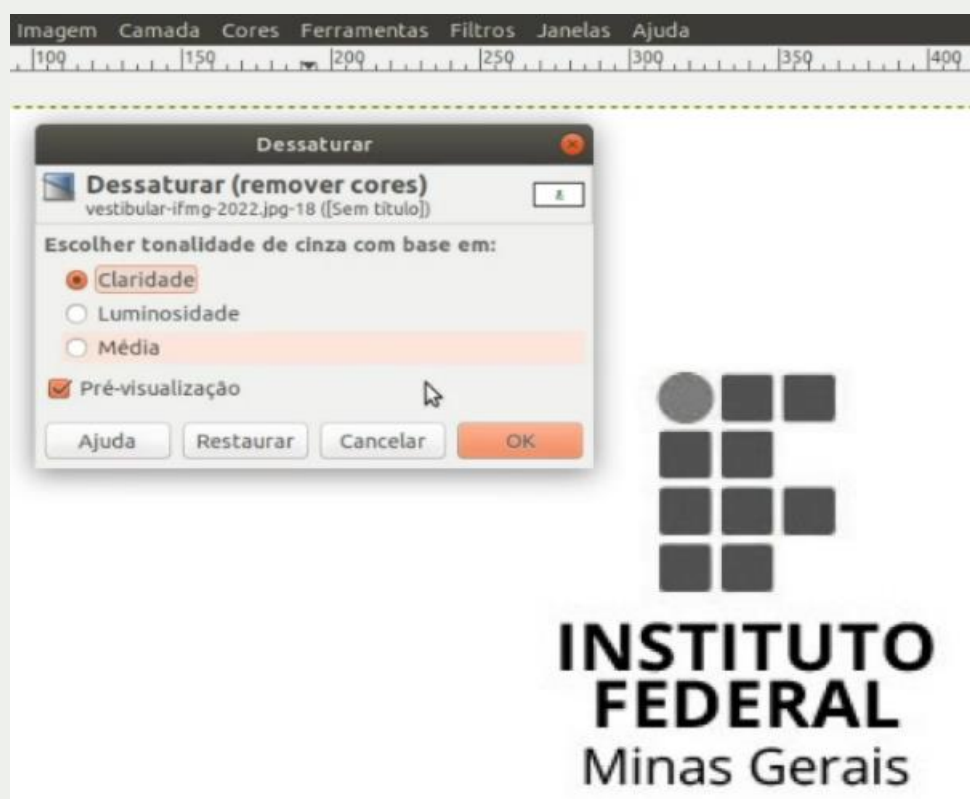 Imagem Camada Cores Ferramentas Filtros Janelas Ajuda
100 150 200 250 300 350 400
Dessaturar
Dessaturar (remover cores)
vestibular-ifmg-2022.jpg-18 ([Sem título])
Escolher tonalidade de cinza com base em:
Claridade
Luminosidade
Média
Pré-visualização
Ajuda Restaurar Cancelar OK
INSTITUTO
FEDERAL
Minas Gerais